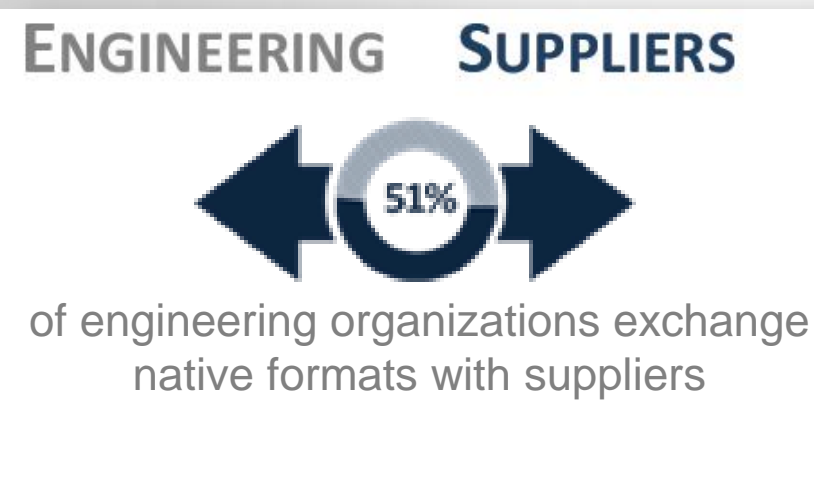 ENGINEERING SUPPLIERS
51%
of engineering organizations exchange
native formats with suppliers